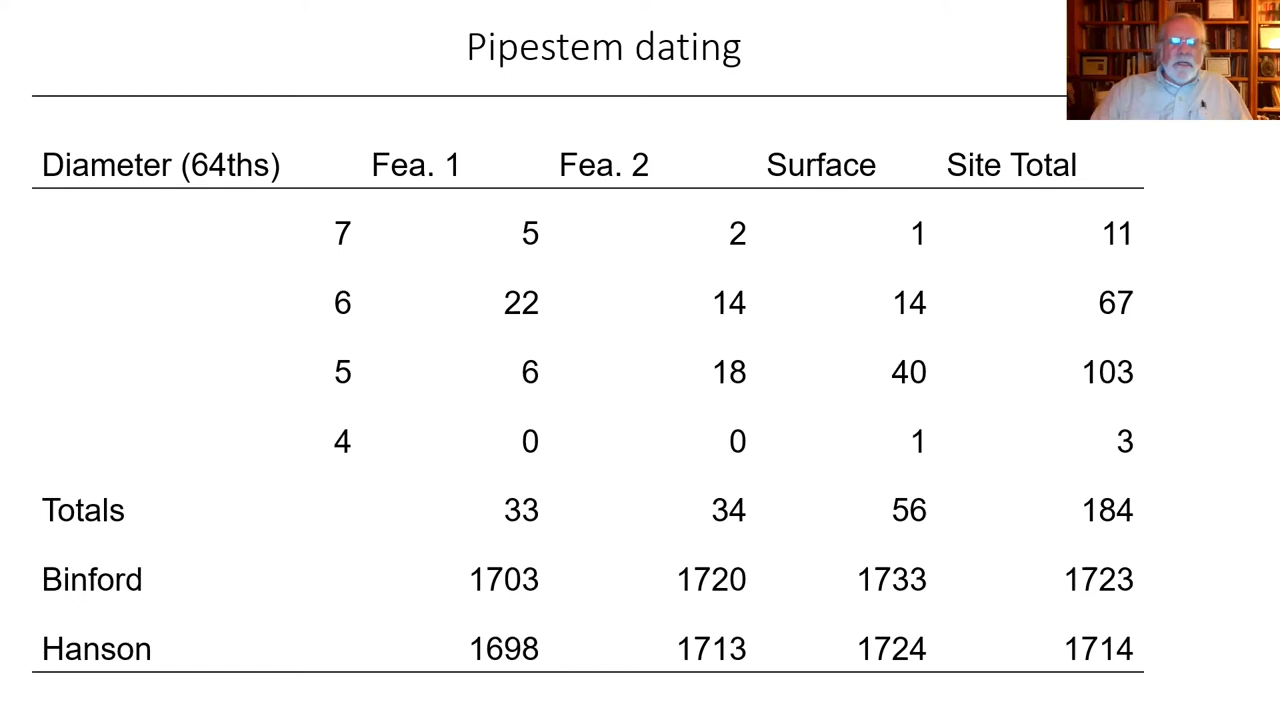 Pipestem dating
Diameter (64ths) Fea. 1 Fea. 2 Surface Site Total
7 5 2 1 11
6 22 14 14 67
5 6 18 40 103
4 0 0 1 3
Totals 33 34 56 184
Binford 1703 1720 1733 1723
Hanson 1698 1713 1724 1714